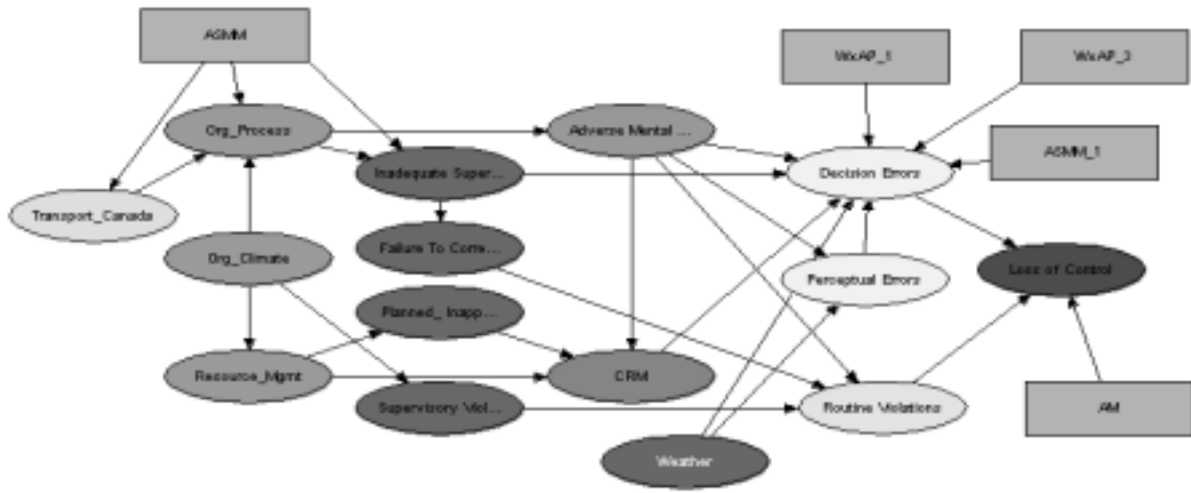 ASMM
WxAP_1
WxAP_3
Org_Process
Adverse Mental ...
ASMM_1
Inadequate Super...
Decision Errors
Transport_Canada
Failure To Corre...
Org_Climate
Loss of Control
Perceptual Errors
Planned_ Inapp...
Resource_Mgmt
CRM
Supervisory Viol...
Routine Violations
AM
Weather